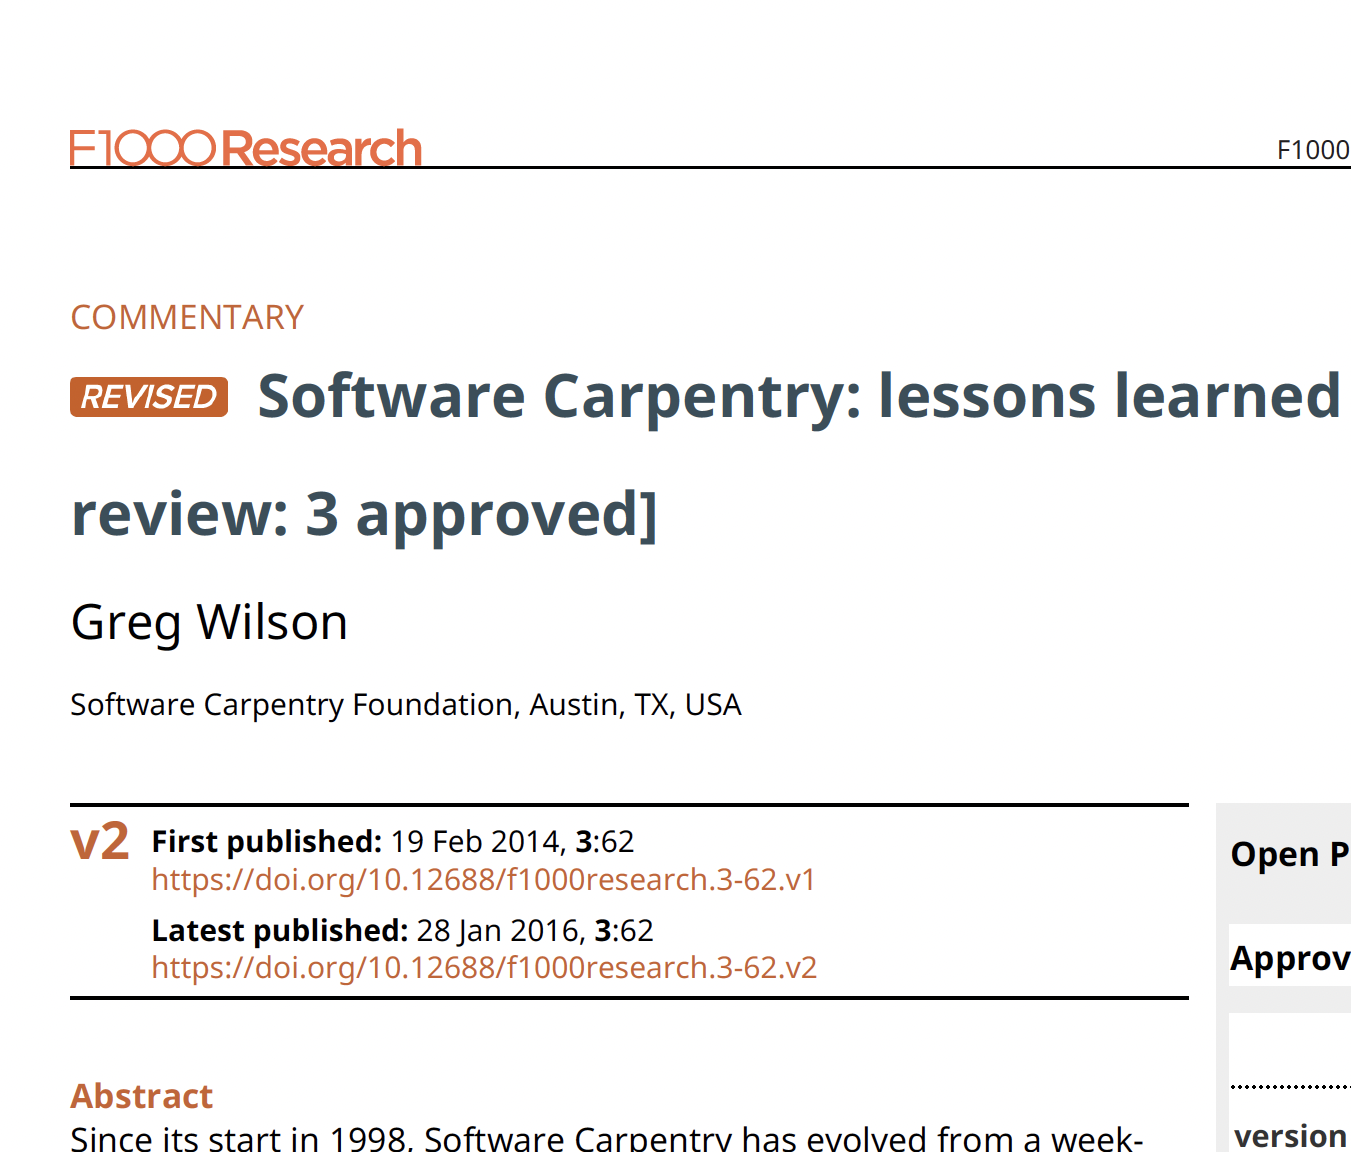 F1000Research
F1000
COMMENTARY
REVISED Software Carpentry: lessons learned
review: 3 approved]
Greg Wilson
Software Carpentry Foundation, Austin, TX, USA
v2 First published: 19 Feb 2014, 3:62
https://doi.org/10.12688/f1000research.3-62.v1
Latest published: 28 Jan 2016, 3:62
https://doi.org/10.12688/f1000research.3-62.v2
Abstract
Since its start in 1998, Software Carpentry has evolved from a week-
Open P
Approv
version